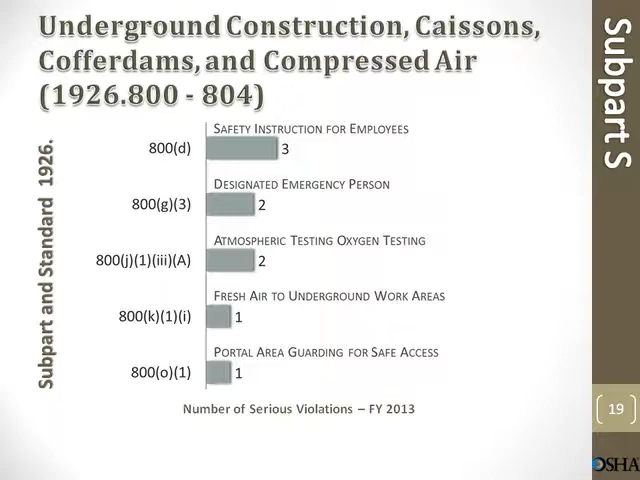 Underground Construction, Caissons,
Cofferdams, and Compressed Air
(1926.800 - 804)
Subpart S
Subpart and Standard 1926.
SAFETY INSTRUCTION FOR EMPLOYEES
800(d) 3
DESIGNATED EMERGENCY PERSON
800(g)(3) 2
ATMOSPHERIC TESTING OXYGEN TESTING
800(j)(1)(iii)(A) 2
FRESH AIR TO UNDERGROUND WORK AREAS
800(k)(1)(i) 1
PORTAL AREA GUARDING FOR SAFE ACCESS
800(o)(1) 1
Number of Serious Violations – FY 2013
19
OSHA